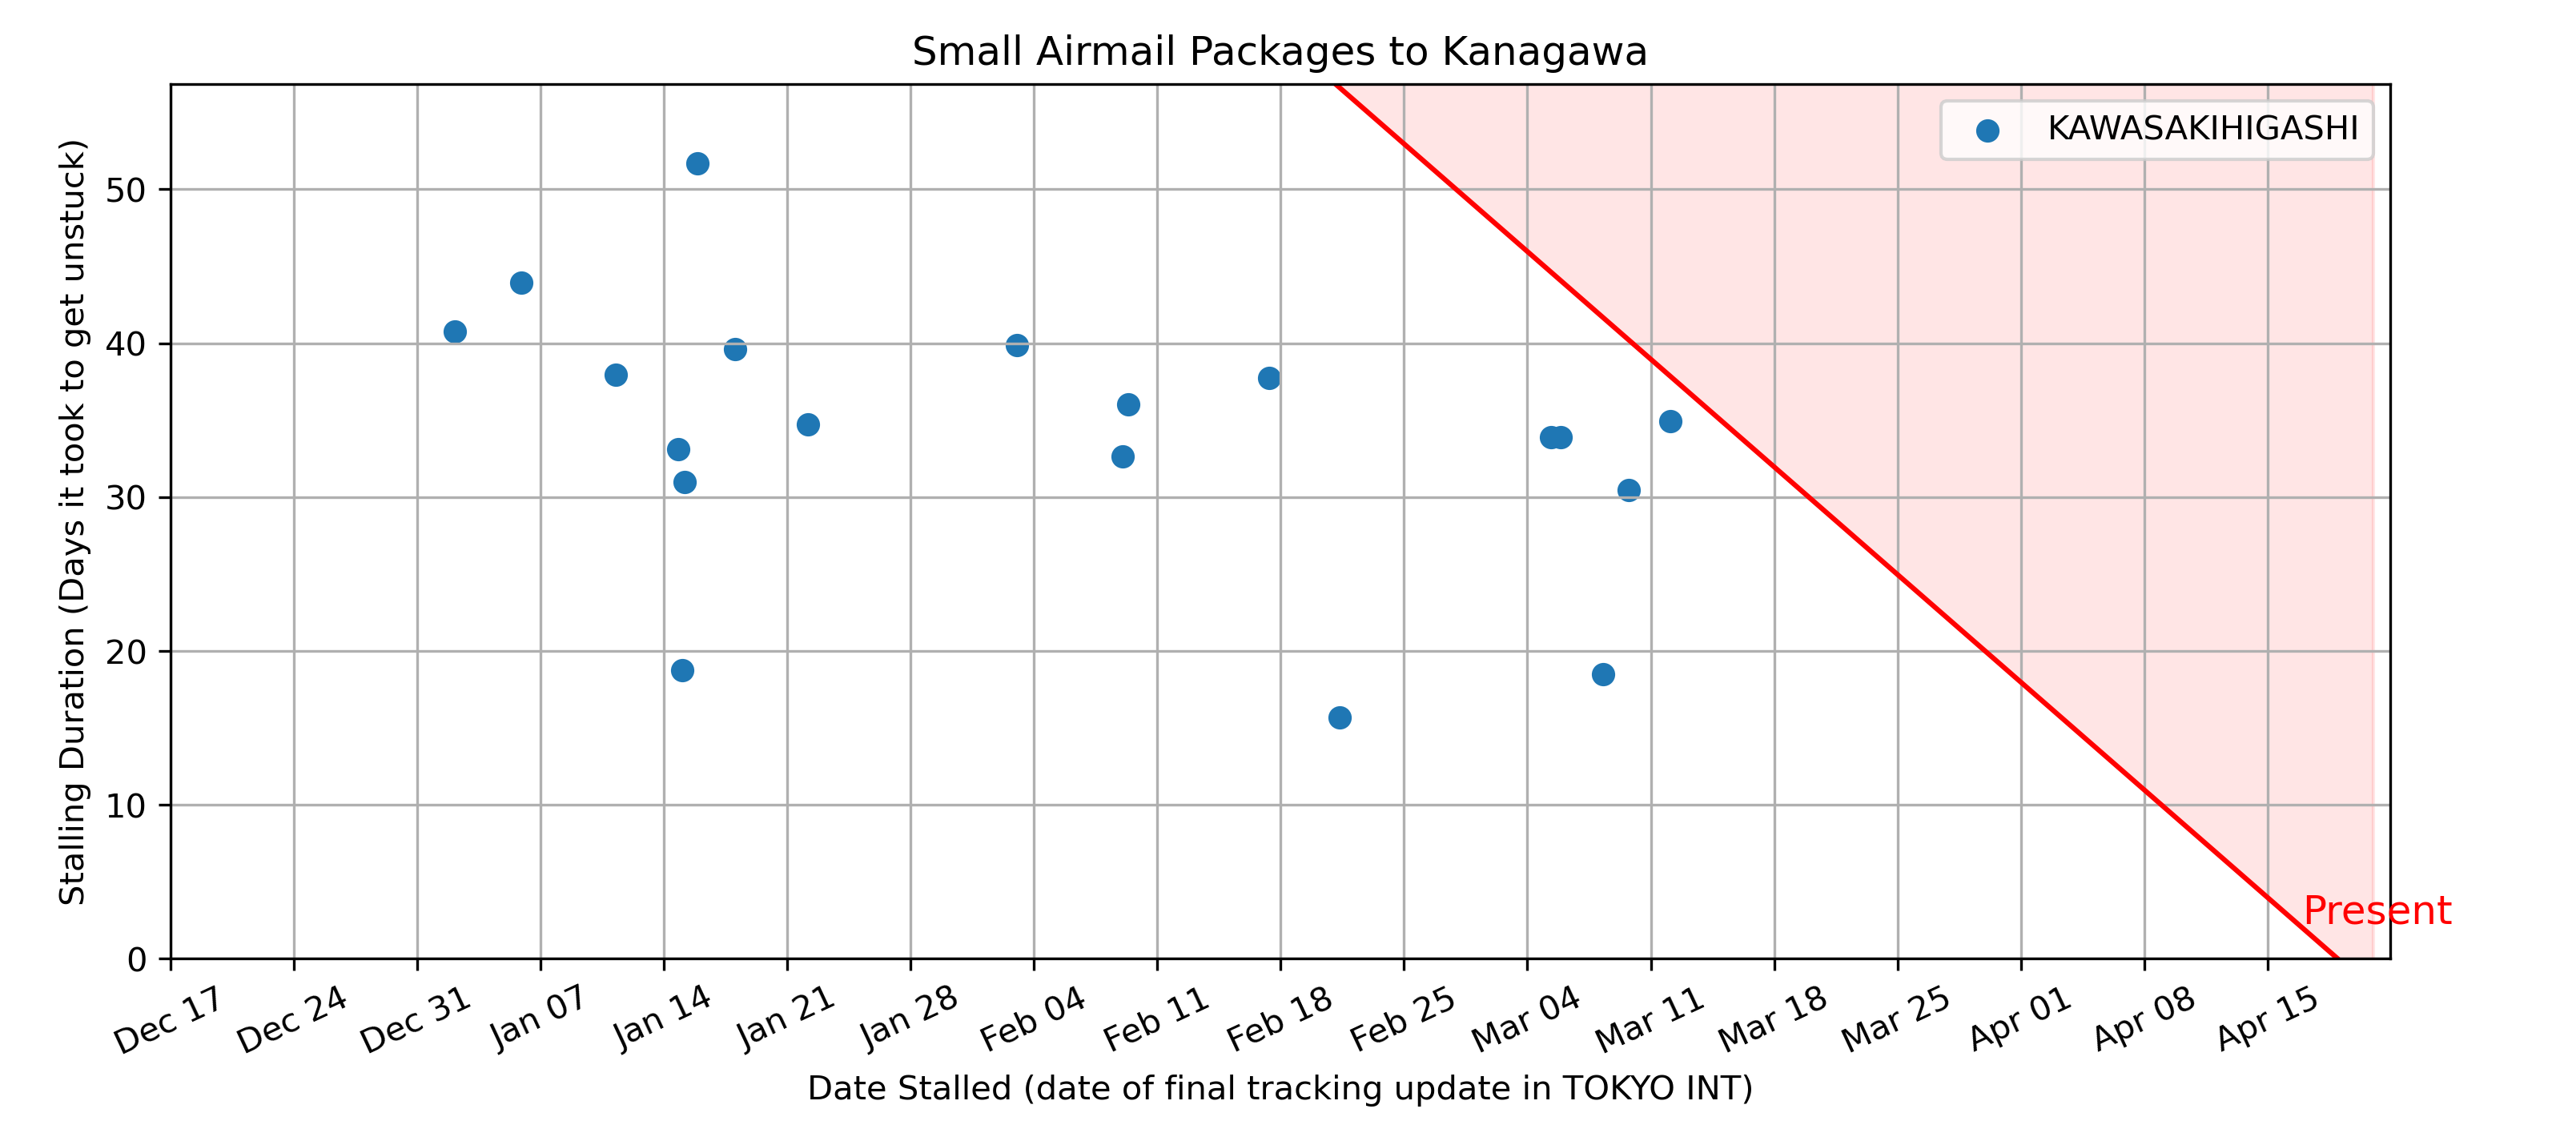 Small Airmail Packages to Kanagawa
KAWASAKIHIGASHI
Stalling Duration (Days it took to get unstuck)
50
40
30
20
10
0
Present
Dec 17
Dec 24
Dec 31
Jan 07
Jan 14
Jan 21
Jan 28
Feb 04
Feb 11
Feb 18
Feb 25
Mar 04
Mar 11
Mar 18
Mar 25
Apr 01
Apr 08
Apr 15
Date Stalled (date of final tracking update in TOKYO INT)